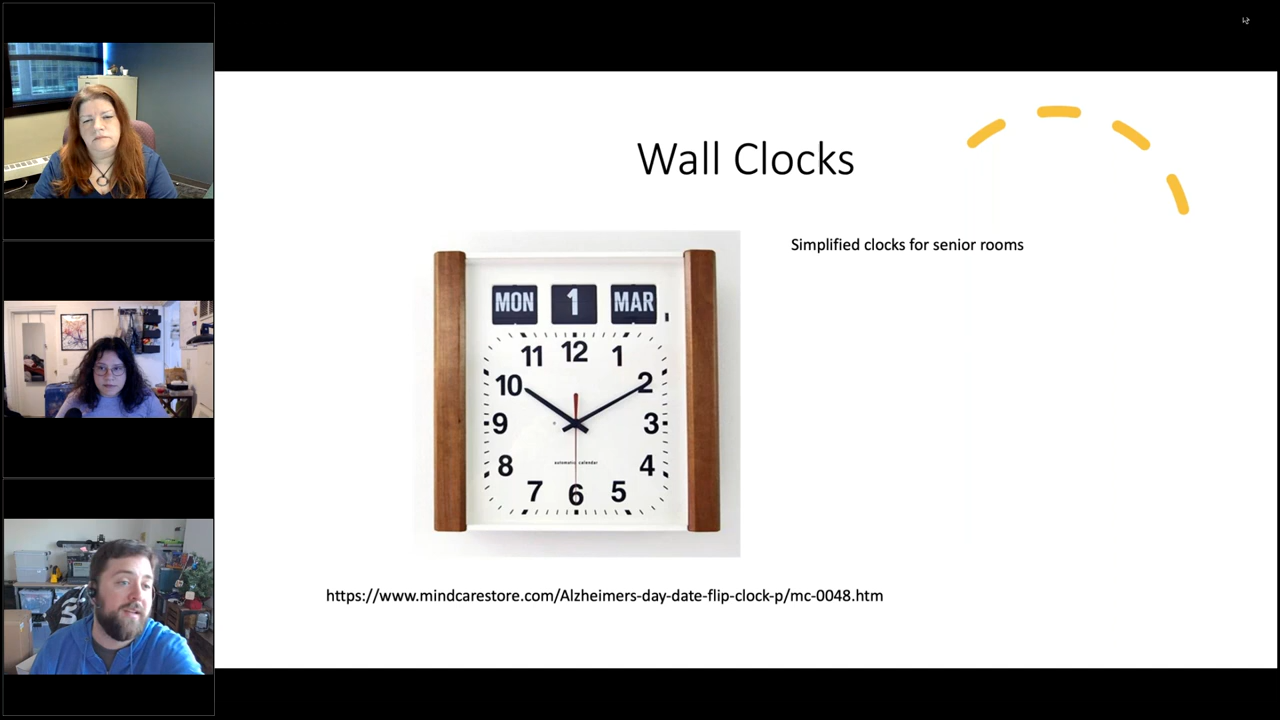 Wall Clocks
Simplified clocks for senior rooms
MON 1 MAR
11 12 1
10 2
9 3
automatic calendar
8 4
7 6 5
https://www.mindcarestore.com/Alzheimers-day-date-flip-clock-p/mc-0048.htm